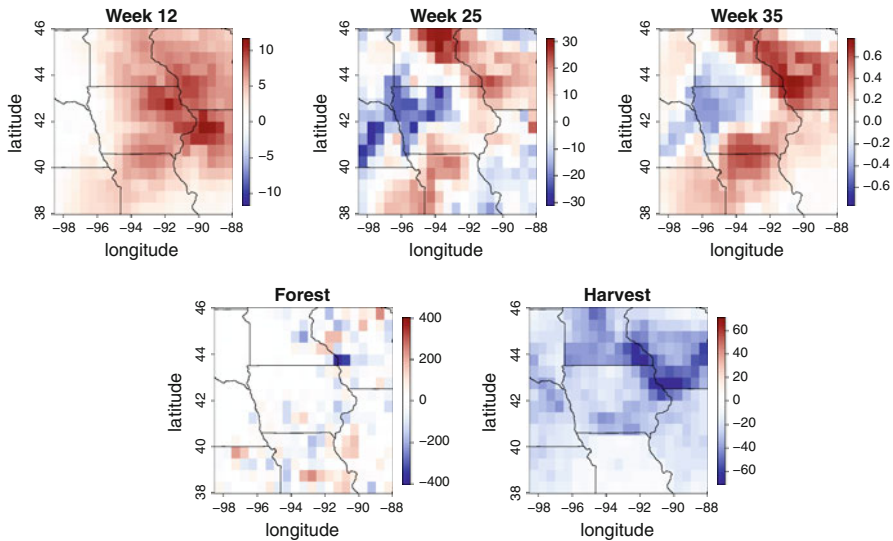 Week 12
46
44
42
40
38
latitude
−98 −96 −94 −92 −90 −88
longitude
10
5
0
−5
−10
Week 25
46
44
42
40
38
latitude
−98 −96 −94 −92 −90 −88
longitude
30
20
10
0
−10
−20
−30
Week 35
46
44
42
40
38
latitude
−98 −96 −94 −92 −90 −88
longitude
0.6
0.4
0.2
0.0
−0.2
−0.4
−0.6
Forest
46
44
42
40
38
latitude
−98 −96 −94 −92 −90 −88
longitude
400
200
0
−200
−400
Harvest
46
44
42
40
38
latitude
−98 −96 −94 −92 −90 −88
longitude
60
40
20
0
−20
−40
−60